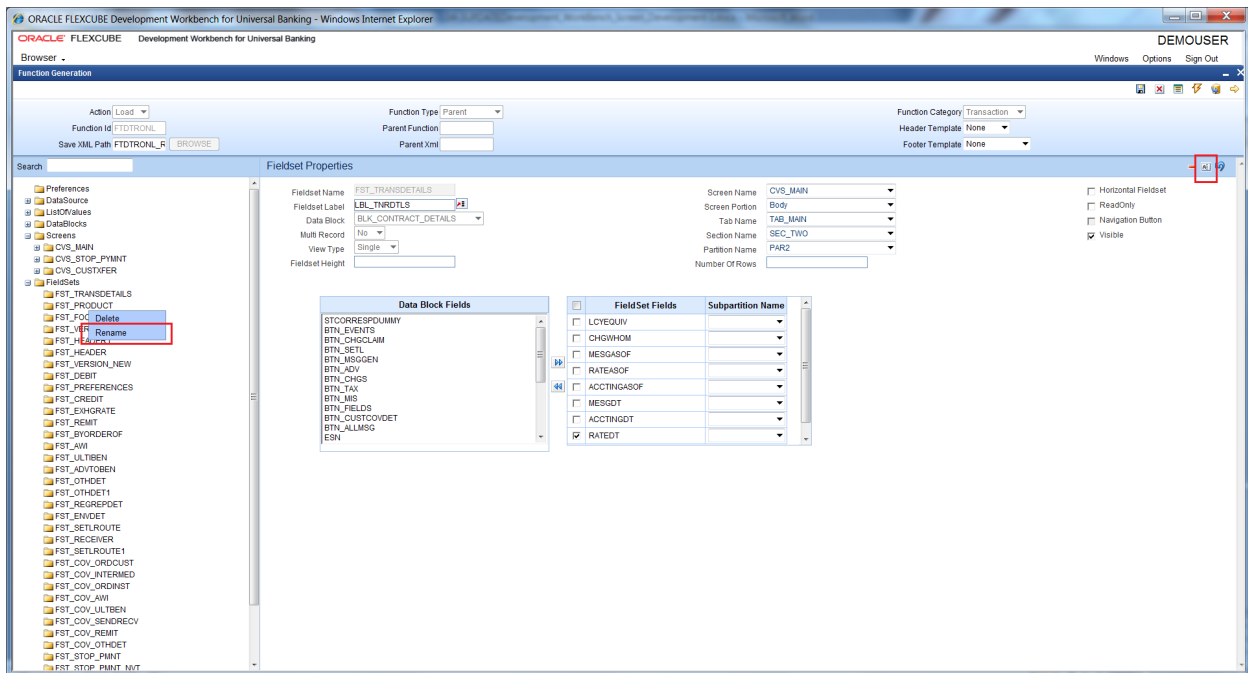 ORACLE FLEXCUBE Development Workbench for Universal Banking - Windows Internet Explorer
ORACLE FLEXCUBE Development Workbench for Universal Banking
DEMOUSER
Browser
Windows Options Sign Out
Function Generation
Action Load Function Type Parent Function Category Transaction
Function Id FTDTRONL Parent Function Header Template None
Save XML Path FTDTRONL_R BROWSE Parent Xml Footer Template None
Search
Fieldset Properties
Preferences
DataSource
ListOfValues
DataBlocks
Screens
CVS_MAIN
CVS_STOP_PYMNT
CVS_CUSTXFER
FieldSets
FST_TRANSDETAILS
FST_PRODUCT
FST_FOO
FST_VER
FST_HEADER1
FST_HEADER
FST_VERSION_NEW
FST_DEBIT
FST_PREFERENCES
FST_CREDIT
FST_EXHGRATE
FST_REMIT
FST_BYORDEROF
FST_AWI
FST_ULTIBEN
FST_ADVTOBEN
FST_OTHDET
FST_OTHDET1
FST_REGREPDET
FST_ENVDET
FST_SETLROUTE
FST_RECEIVER
FST_SETLROUTE1
FST_COV_ORDCUST
FST_COV_INTERMED
FST_COV_ORDINST
FST_COV_AWI
FST_COV_ULTBEN
FST_COV_SENDRECV
FST_COV_REMIT
FST_COV_OTHDET
FST_STOP_PMNT
FST_STOP_PMNT_NVT
Delete
Rename
Fieldset Name FST_TRANSDETAILS
Fieldset Label LBL_TNRDTLS
Data Block BLK_CONTRACT_DETAILS
Multi Record No
View Type Single
Fieldset Height
Screen Name CVS_MAIN
Screen Portion Body
Tab Name TAB_MAIN
Section Name SEC_TWO
Partition Name PAR2
Number Of Rows
Horizontal Fieldset
ReadOnly
Navigation Button
Visible
Data Block Fields
STCORRESPDUMMY
BTN_EVENTS
BTN_CHGCLAIM
BTN_SETL
BTN_MSGGEN
BTN_ADV
BTN_CHGS
BTN_TAX
BTN_MIS
BTN_FIELDS
BTN_CUSTCOVDET
BTN_ALLMSG
ESN
FieldSet Fields Subpartition Name
LCYEQUIV
CHGWHOM
MESGASOF
RATEASOF
ACCTINGASOF
MESGDT
ACCTINGDT
RATEDT